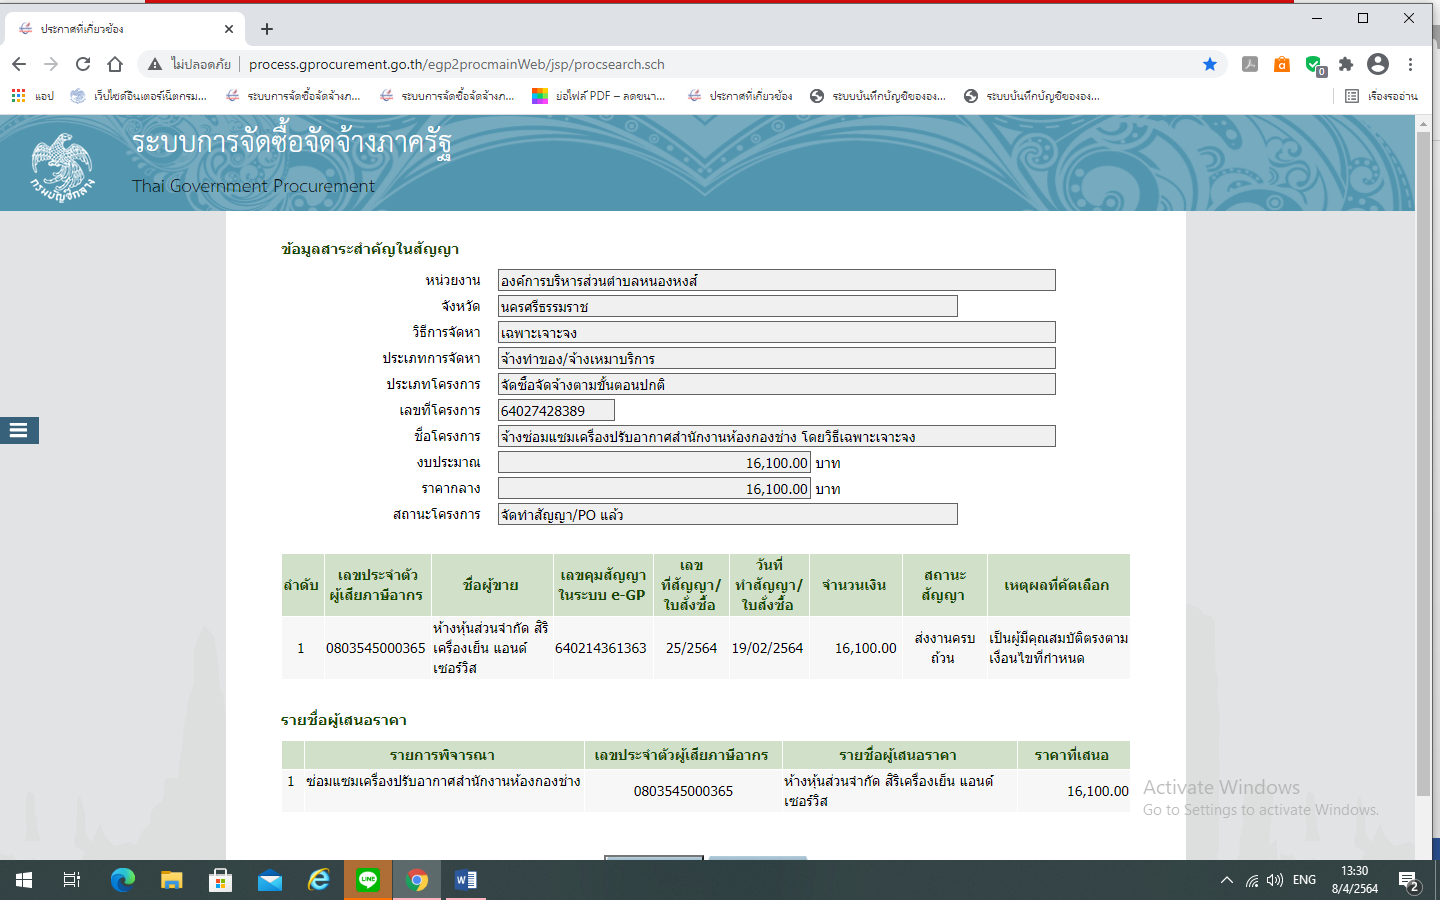 ประกาศที่เกี่ยวข้อง
ไม่ปลอดภัย | process.gprocurement.go.th/egp2procmainWeb/jsp/procsearch.sch
แอป เว็บไซต์อินเตอร์เน็ตกรม... ระบบการจัดซื้อจัดจ้างภ... ระบบการจัดซื้อจัดจ้างภ... ย่อไฟล์ PDF – ลดขนา... ประกาศที่เกี่ยวข้อง ระบบบันทึกบัญชีขององ... ระบบบันทึกบัญชีขององ... เรื่องรออ่าน
ระบบการจัดซื้อจัดจ้างภาครัฐ
Thai Government Procurement
กรมบัญชีกลาง
ข้อมูลสาระสำคัญในสัญญา
หน่วยงาน องค์การบริหารส่วนตำบลหนองหงส์
จังหวัด นครศรีธรรมราช
วิธีการจัดหา เฉพาะเจาะจง
ประเภทการจัดหา จ้างทำของ/จ้างเหมาบริการ
ประเภทโครงการ จัดซื้อจัดจ้างตามขั้นตอนปกติ
เลขที่โครงการ 64027428389
ชื่อโครงการ จ้างซ่อมแซมเครื่องปรับอากาศสำนักงานห้องกองช่าง โดยวิธีเฉพาะเจาะจง
งบประมาณ 16,100.00 บาท
ราคากลาง 16,100.00 บาท
สถานะโครงการ จัดทำสัญญา/PO แล้ว
ลำดับ เลขประจำตัวผู้เสียภาษีอากร ชื่อผู้ขาย เลขคุมสัญญาในระบบ e-GP เลขที่สัญญา/ใบสั่งซื้อ วันที่ทำสัญญา/ใบสั่งซื้อ จำนวนเงิน สถานะสัญญา เหตุผลที่คัดเลือก
1 0803545000365 ห้างหุ้นส่วนจำกัด สิริเครื่องเย็น แอนด์ เซอร์วิส 640214361363 25/2564 19/02/2564 16,100.00 ส่งงานครบถ้วน เป็นผู้มีคุณสมบัติตรงตามเงื่อนไขที่กำหนด
รายชื่อผู้เสนอราคา
รายการพิจารณา เลขประจำตัวผู้เสียภาษีอากร รายชื่อผู้เสนอราคา ราคาที่เสนอ
1 ซ่อมแซมเครื่องปรับอากาศสำนักงานห้องกองช่าง 0803545000365 ห้างหุ้นส่วนจำกัด สิริเครื่องเย็น แอนด์ เซอร์วิส 16,100.00
Activate Windows
Go to Settings to activate Windows.
ENG 13:30
8/4/2564
2